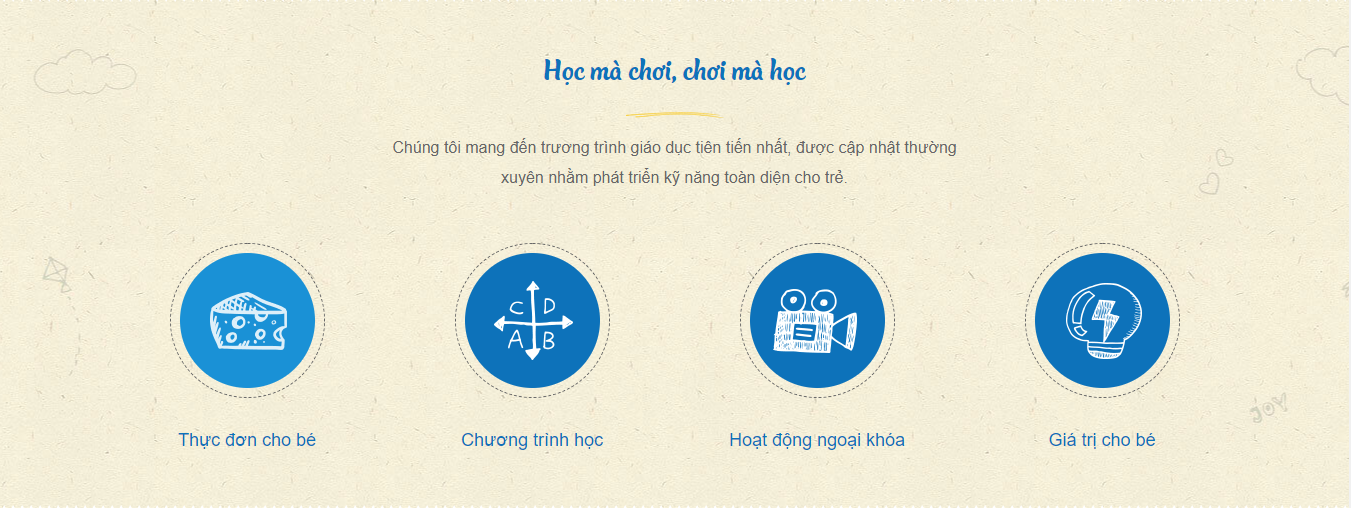 Học mà chơi, chơi mà học
Chúng tôi mang đến trương trình giáo dục tiên tiến nhất, được cập nhật thường
xuyên nhằm phát triển kỹ năng toàn diện cho trẻ.
C D
A B
Thực đơn cho bé
Chương trình học
Hoạt động ngoại khóa
Giá trị cho bé
JOY